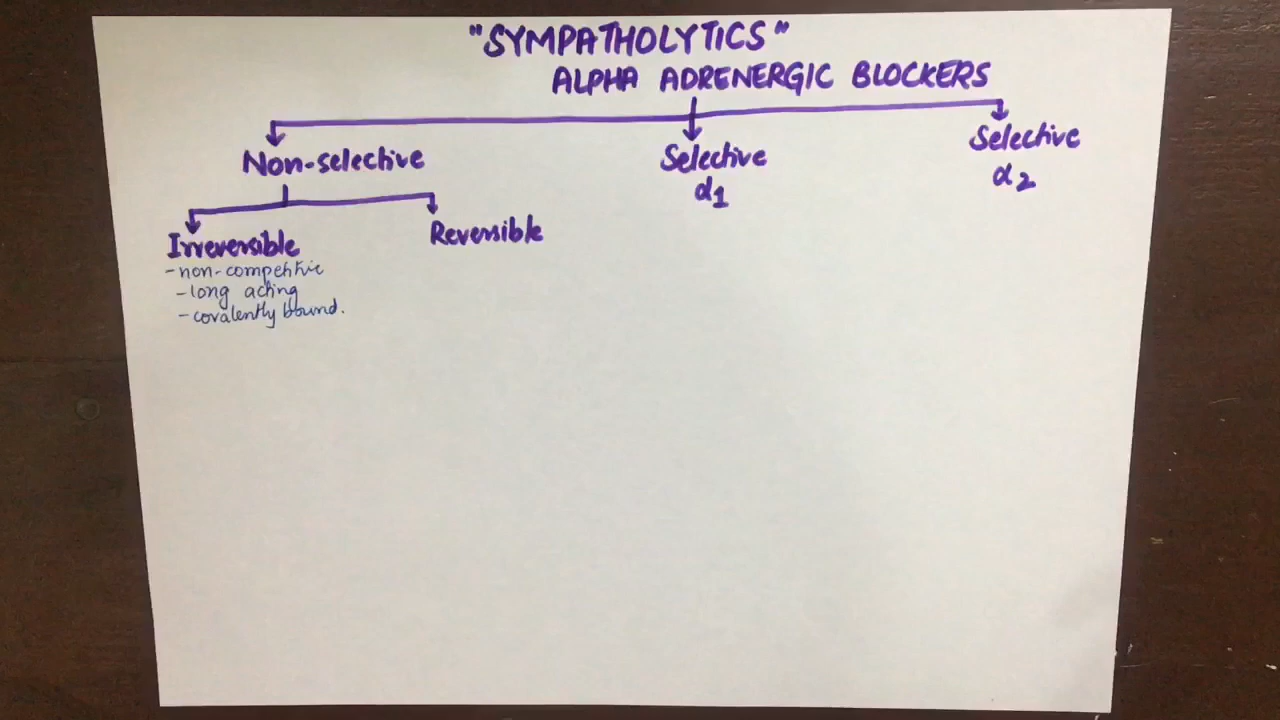 "SYMPATHOLYTICS"
ALPHA ADRENERGIC BLOCKERS
Non-selective
Selective
α1
Selective
α2
Irreversible
- non-competitive
- long acting
- covalently bound.
Reversible